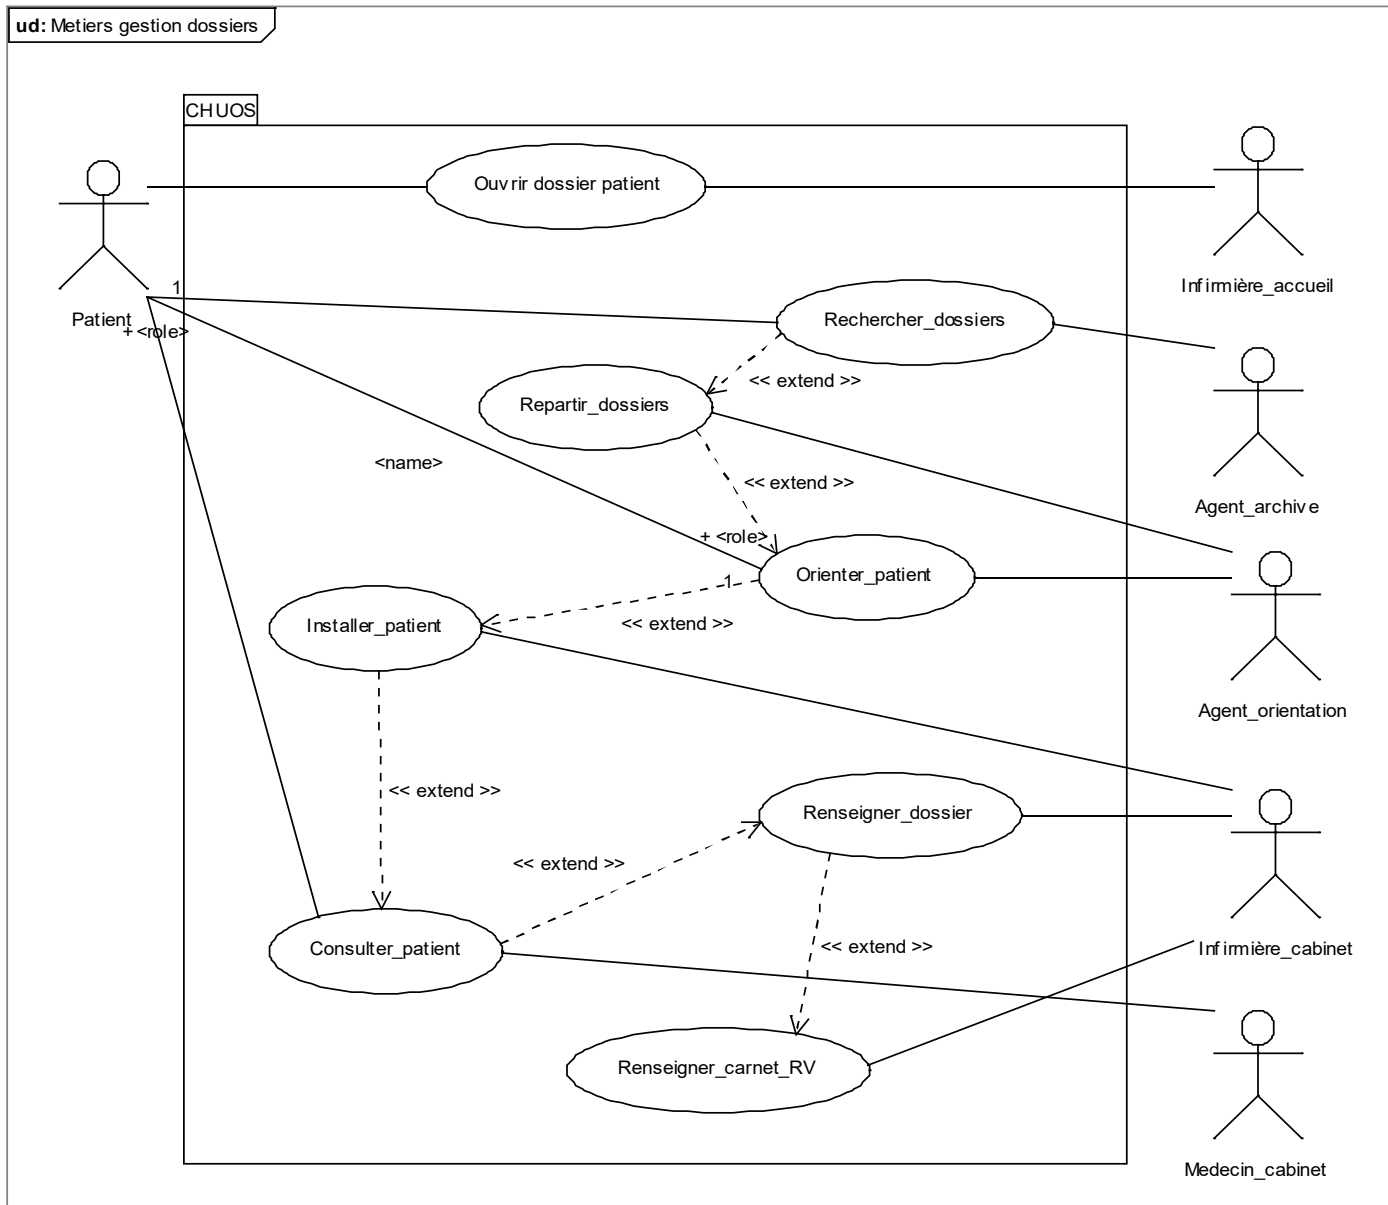 ud: Metiers gestion dossiers
CHUOS
Ouvrir dossier patient
Infirmière_accueil
1
Patient
+ <role>
Rechercher_dossiers
<< extend >>
Repartir_dossiers
<name>
<< extend >>
Agent_archive
+ <role>
Orienter_patient
1
Installer_patient
<< extend >>
Agent_orientation
<< extend >>
Renseigner_dossier
<< extend >>
Consulter_patient
<< extend >>
Infirmière_cabinet
Renseigner_carnet_RV
Medecin_cabinet